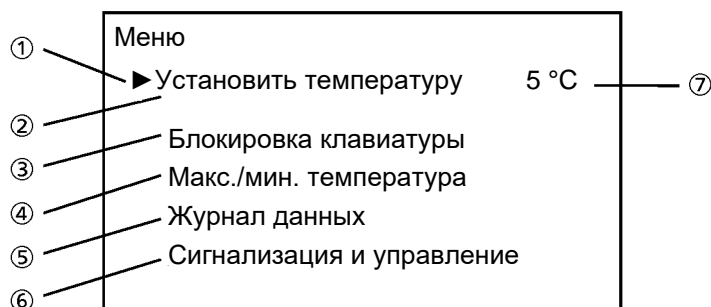 Меню
① ►Установить температуру 5 °C ⑦
②
Блокировка клавиатуры
③
Макс./мин. температура
④
Журнал данных
⑤
Сигнализация и управление
⑥